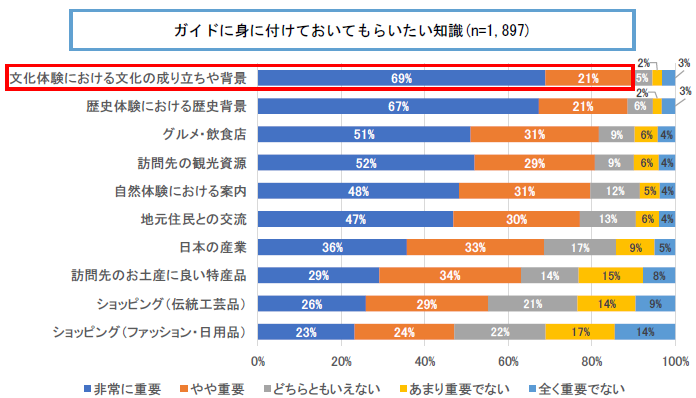 ガイドに身に付けておいてもらいたい知識(n=1,897)
2% 3%
文化体験における文化の成り立ちや背景 69% 21% 5%
2% 3%
歴史体験における歴史背景 67% 21% 6%
グルメ・飲食店 51% 31% 9% 6% 4%
訪問先の観光資源 52% 29% 9% 6% 4%
自然体験における案内 48% 31% 12% 5% 4%
地元住民との交流 47% 30% 13% 6% 4%
日本の産業 36% 33% 17% 9% 5%
訪問先のお土産に良い特産品 29% 34% 14% 15% 8%
ショッピング(伝統工芸品) 26% 29% 21% 14% 9%
ショッピング(ファッション・日用品) 23% 24% 22% 17% 14%
0% 20% 40% 60% 80% 100%
非常に重要 やや重要 どちらともいえない あまり重要でない 全く重要でない